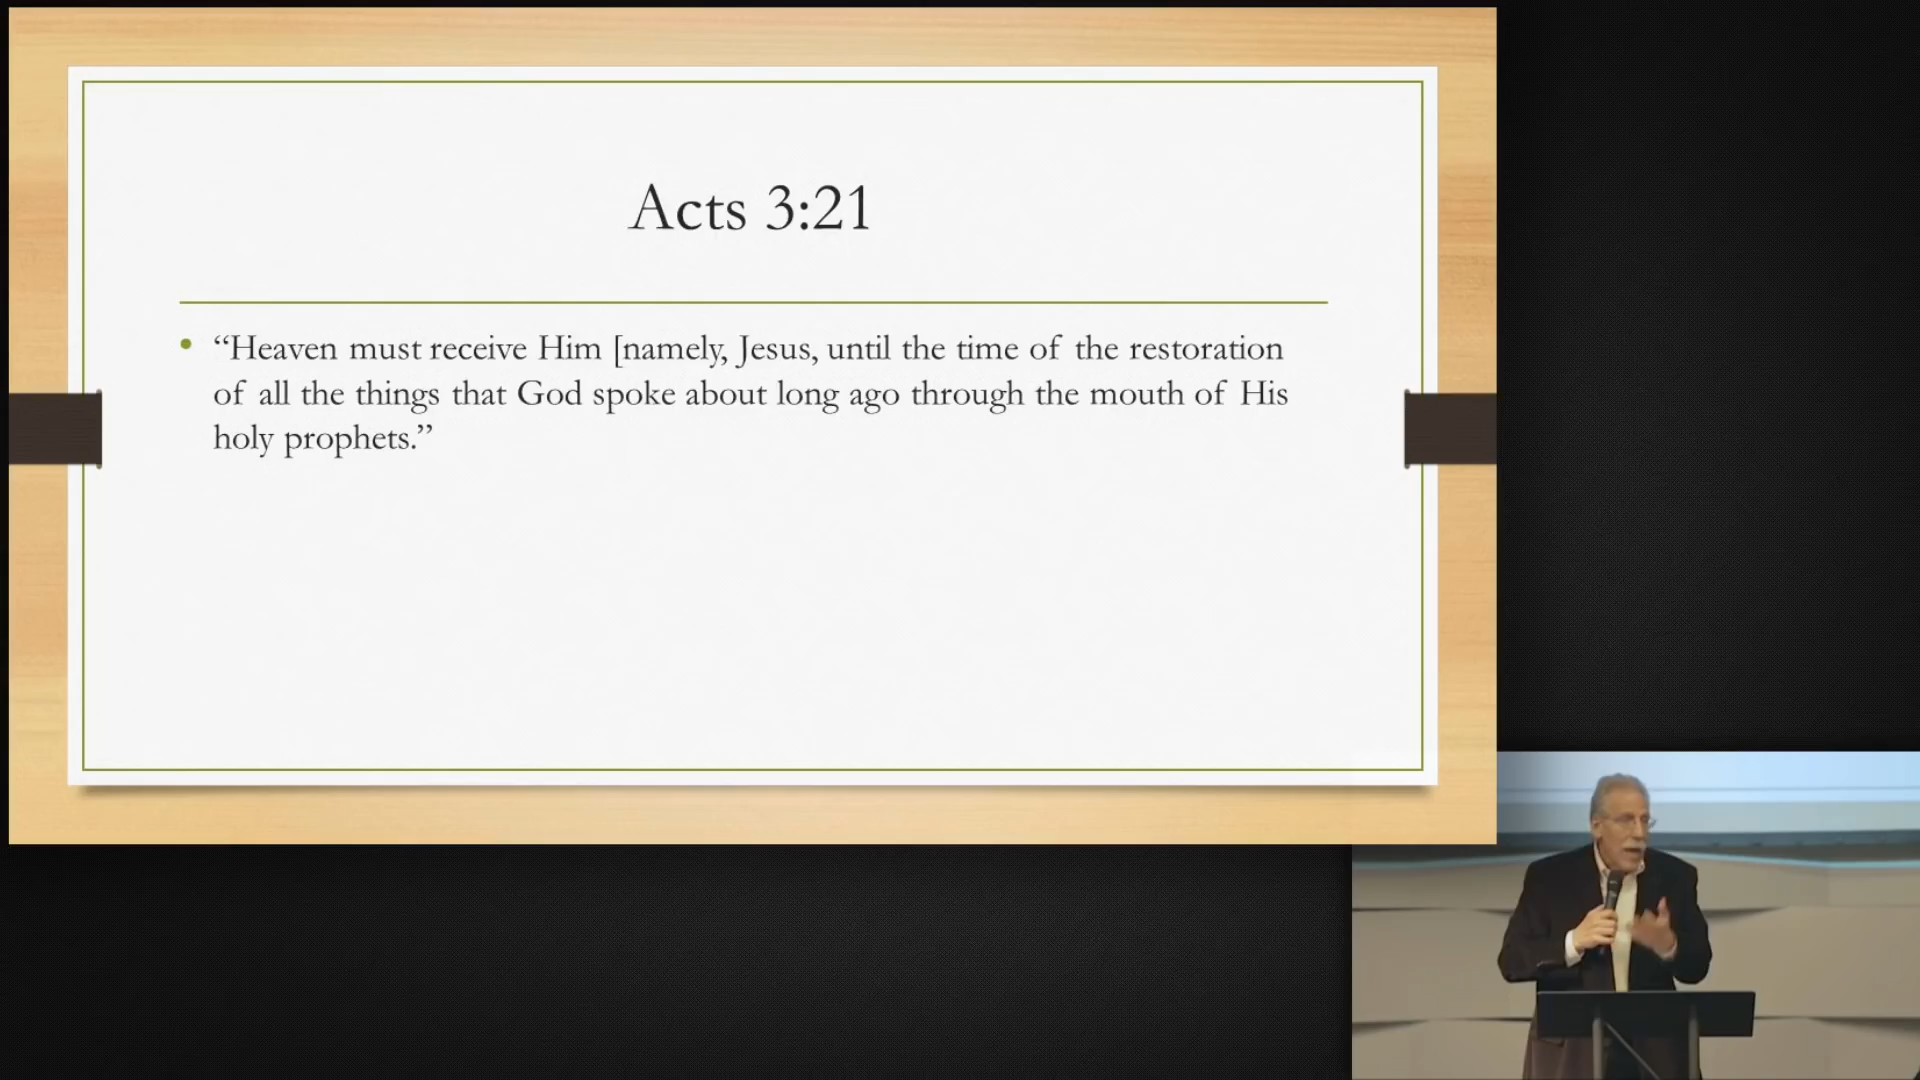 Acts 3:21
• “Heaven must receive Him [namely, Jesus, until the time of the restoration
of all the things that God spoke about long ago through the mouth of His
holy prophets.”